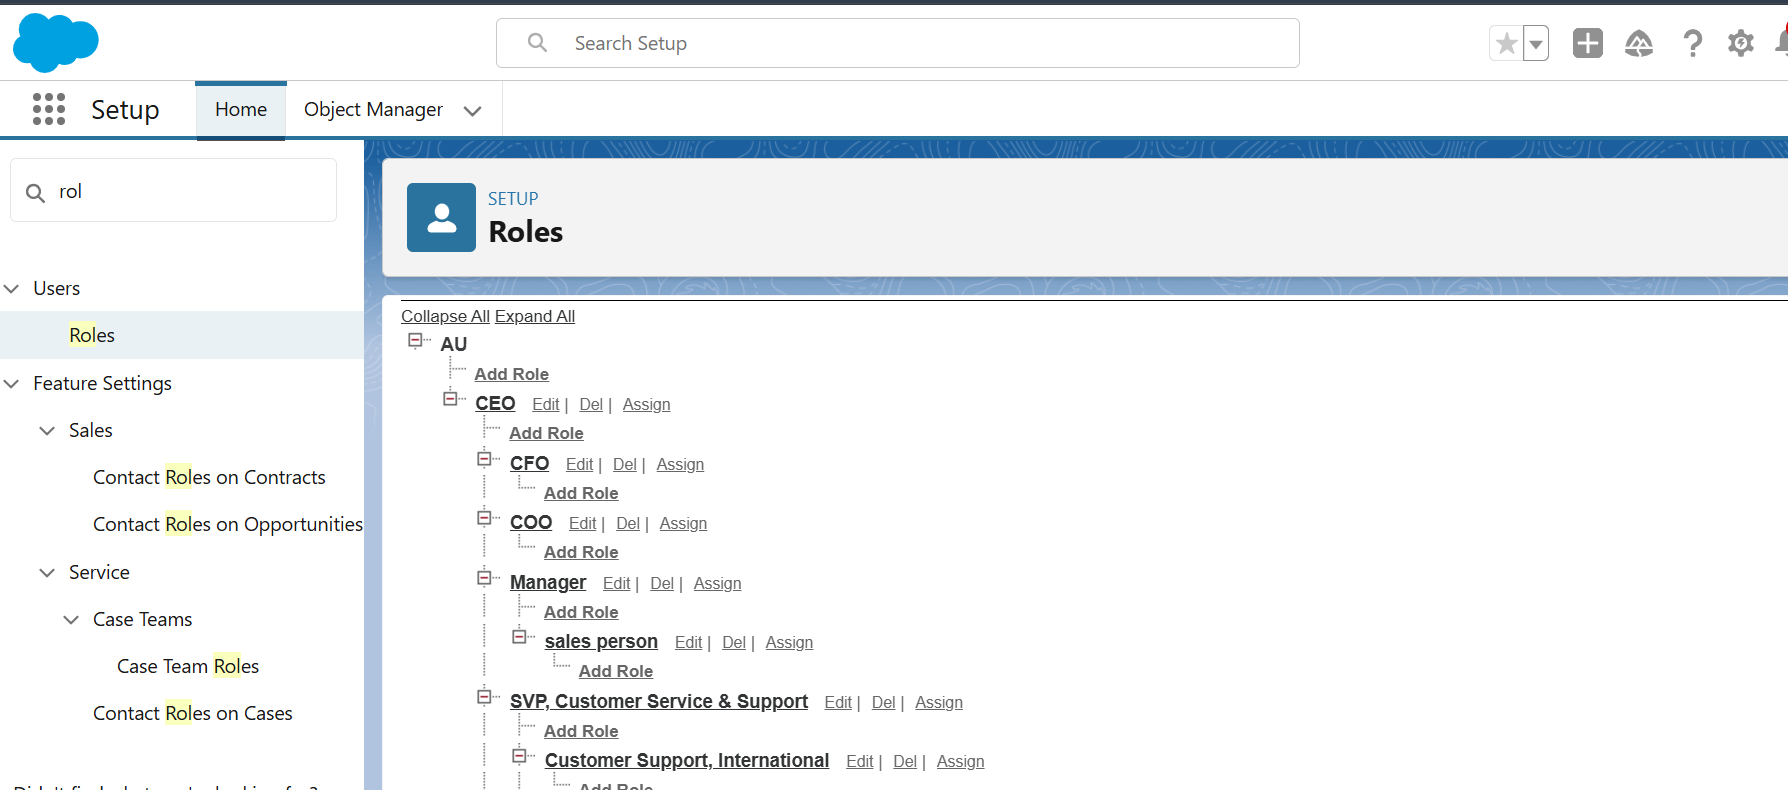 Search Setup
Setup
Home
Object Manager
rol
Users
Roles
Feature Settings
Sales
Contact Roles on Contracts
Contact Roles on Opportunities
Service
Case Teams
Case Team Roles
Contact Roles on Cases
SETUP
Roles
Collapse All Expand All
AU
Add Role
CEO Edit | Del | Assign
Add Role
CFO Edit | Del | Assign
Add Role
COO Edit | Del | Assign
Add Role
Manager Edit | Del | Assign
Add Role
sales person Edit | Del | Assign
Add Role
SVP, Customer Service & Support Edit | Del | Assign
Add Role
Customer Support, International Edit | Del | Assign
Add Role